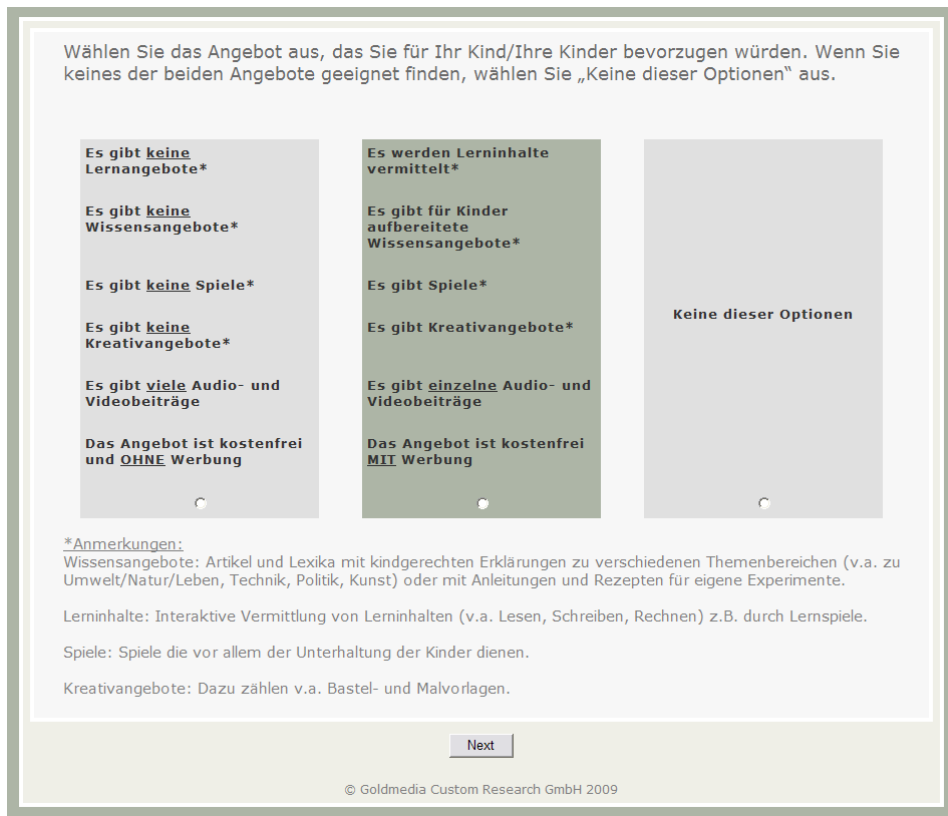 Wählen Sie das Angebot aus, das Sie für Ihr Kind/Ihre Kinder bevorzugen würden. Wenn Sie
keines der beiden Angebote geeignet finden, wählen Sie „Keine dieser Optionen“ aus.
Es gibt keine
Lernangebote*
Es gibt keine
Wissensangebote*
Es gibt keine Spiele*
Es gibt keine
Kreativangebote*
Es gibt viele Audio- und
Videobeiträge
Das Angebot ist kostenfrei
und OHNE Werbung
Es werden Lerninhalte
vermittelt*
Es gibt für Kinder
aufbereitete
Wissensangebote*
Es gibt Spiele*
Es gibt Kreativangebote*
Es gibt einzelne Audio- und
Videobeiträge
Das Angebot ist kostenfrei
MIT Werbung
Keine dieser Optionen
*Anmerkungen:
Wissensangebote: Artikel und Lexika mit kindgerechten Erklärungen zu verschiedenen Themenbereichen (v.a. zu
Umwelt/Natur/Leben, Technik, Politik, Kunst) oder mit Anleitungen und Rezepten für eigene Experimente.
Lerninhalte: Interaktive Vermittlung von Lerninhalten (v.a. Lesen, Schreiben, Rechnen) z.B. durch Lernspiele.
Spiele: Spiele die vor allem der Unterhaltung der Kinder dienen.
Kreativangebote: Dazu zählen v.a. Bastel- und Malvorlagen.
Next
© Goldmedia Custom Research GmbH 2009